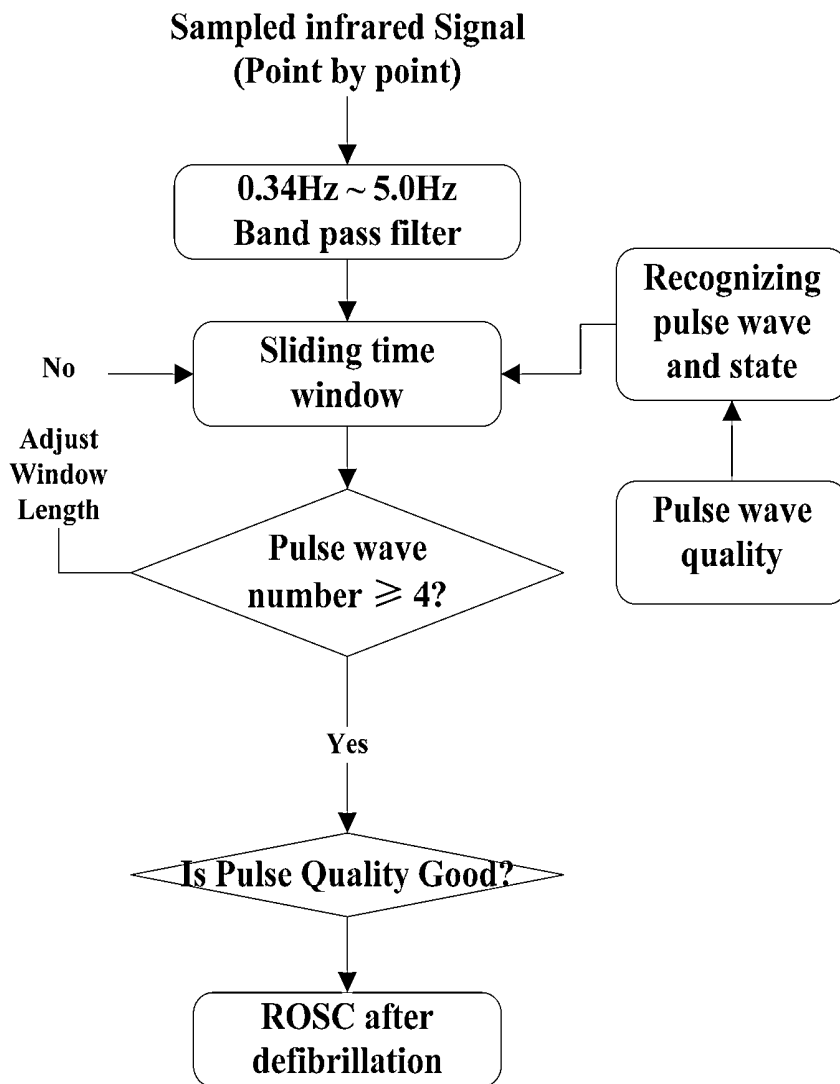 Sampled infrared Signal
(Point by point)
0.34Hz ~ 5.0Hz
Band pass filter
Recognizing
pulse wave
and state
Sliding time
window
No
Adjust
Window
Length
Pulse wave
number ⩾ 4?
Pulse wave
quality
Yes
Is Pulse Quality Good?
ROSC after
defibrillation